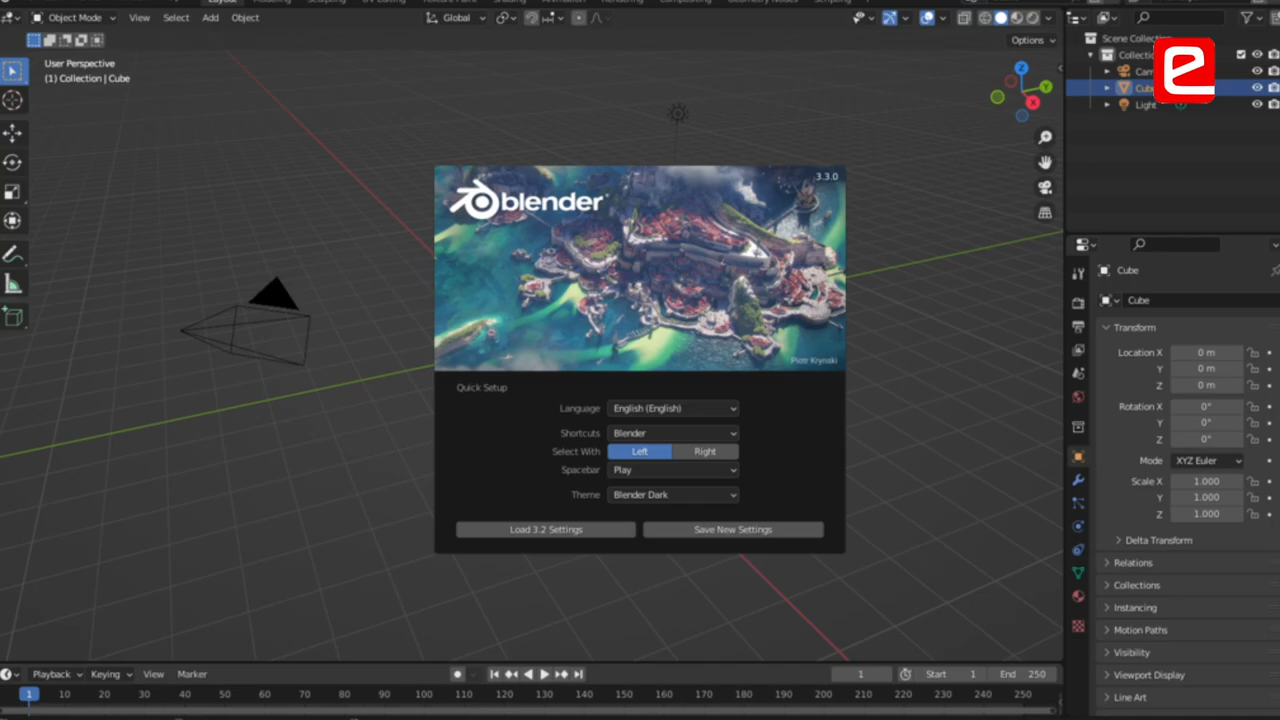 Object Mode View Select Add Object Global
Options
User Perspective
(1) Collection | Cube
Z
Y
X
Scene Collection
Light
3.3.0
blender
Piotr Krynski
Quick Setup
Language English (English)
Shortcuts Blender
Select With Left Right
Spacebar Play
Theme Blender Dark
Load 3.2 Settings Save New Settings
Cube
Cube
Transform
Location X 0 m
Y 0 m
Z 0 m
Rotation X 0°
Y 0°
Z 0°
Mode XYZ Euler
Scale X 1.000
Y 1.000
Z 1.000
Delta Transform
Relations
Collections
Instancing
Motion Paths
Visibility
Viewport Display
Line Art
Playback Keying View Marker 1 Start 1 End 250
1 10 20 30 40 50 60 70 80 90 100 110 120 130 140 150 160 170 180 190 200 210 220 230 240 250